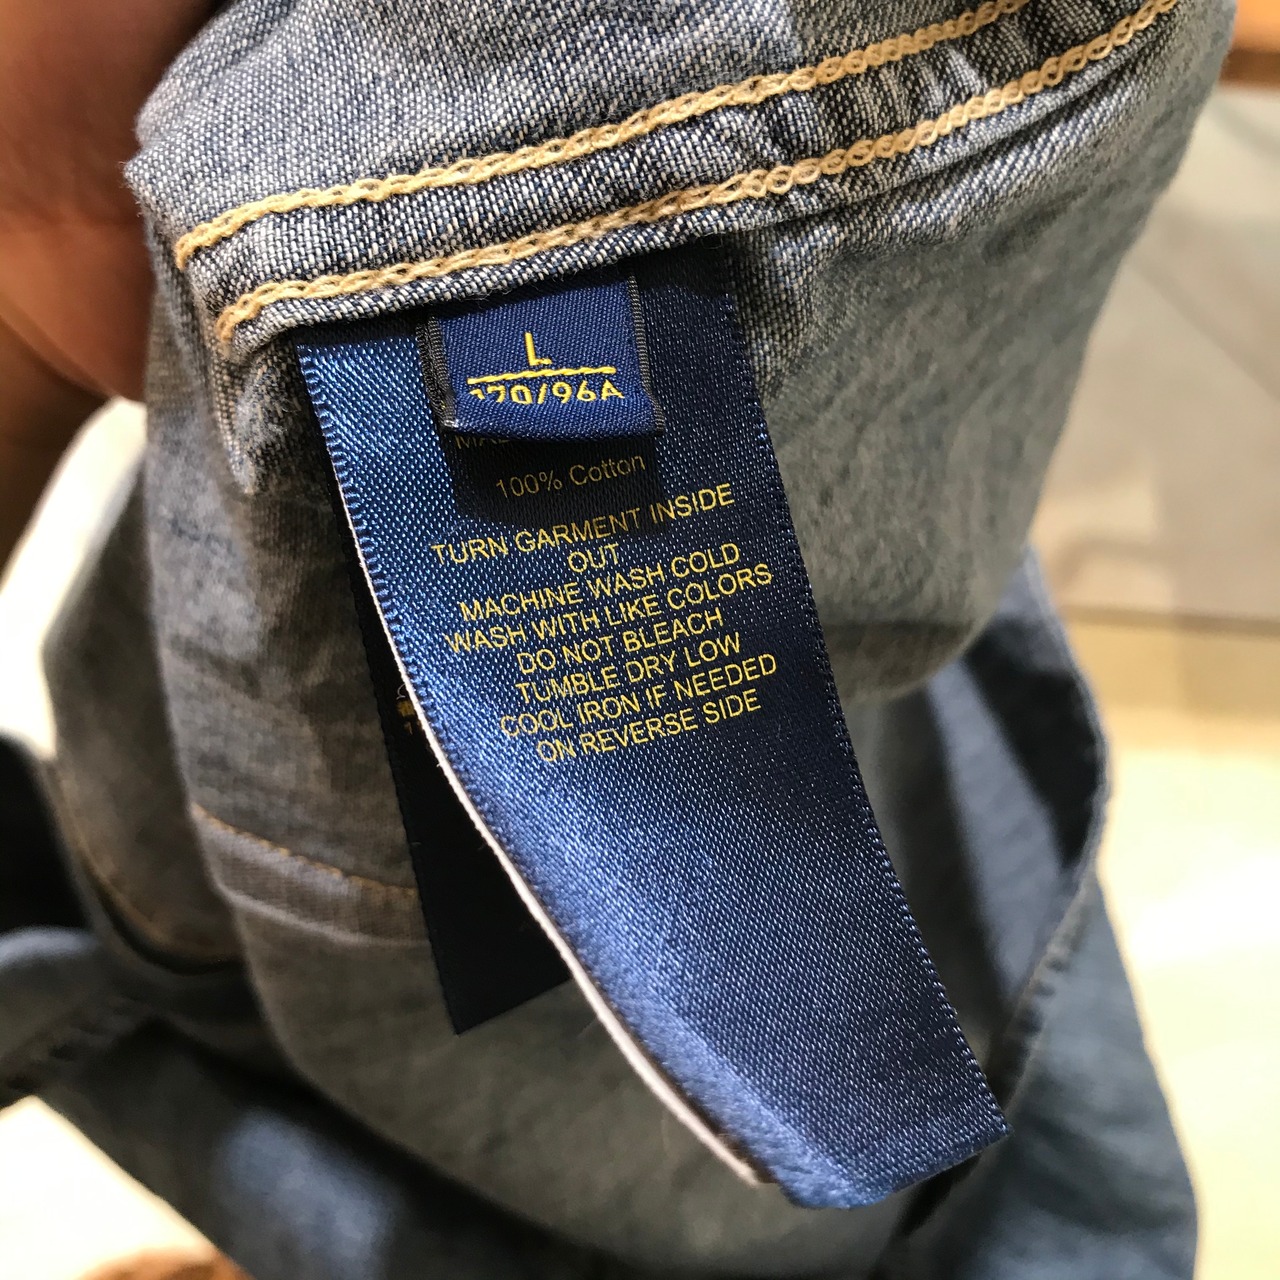 L
170/96A
100% Cotton
TURN GARMENT INSIDE
OUT
MACHINE WASH COLD
WASH WITH LIKE COLORS
DO NOT BLEACH
TUMBLE DRY LOW
COOL IRON IF NEEDED
ON REVERSE SIDE